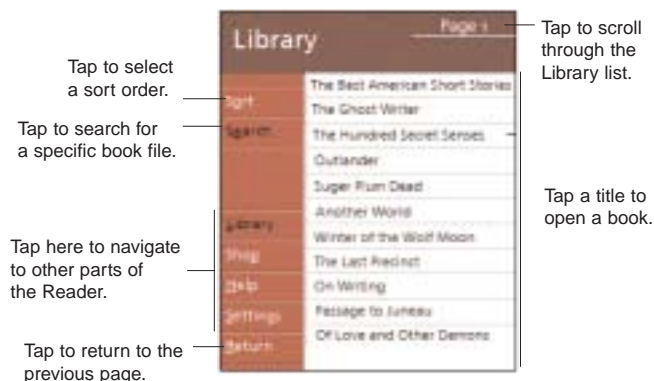 Library
Page 1
Sort
Search
Library
Shop
Help
Settings
Return
The Best American Short Stories
The Ghost Writer
The Hundred Secret Senses
Outlander
Suger Plum Dead
Another World
Winter of the Wolf Moon
The Last Precinct
On Writing
Passage to Juneau
Of Love and Other Demons
Tap to select
a sort order.
Tap to search for
a specific book file.
Tap here to navigate
to other parts of
the Reader.
Tap to return to the
previous page.
Tap to scroll
through the
Library list.
Tap a title to
open a book.